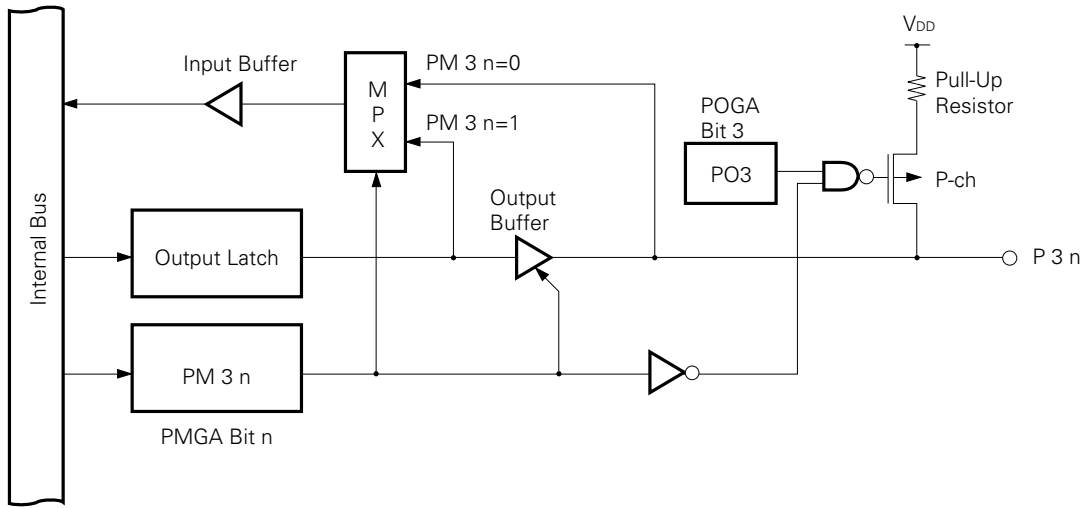 Internal Bus
Input Buffer
M
P
X
PM 3 n=0
PM 3 n=1
VDD
Pull-Up
Resistor
POGA
Bit 3
PO3
P-ch
Output
Buffer
Output Latch
P 3 n
PM 3 n
PMGA Bit n